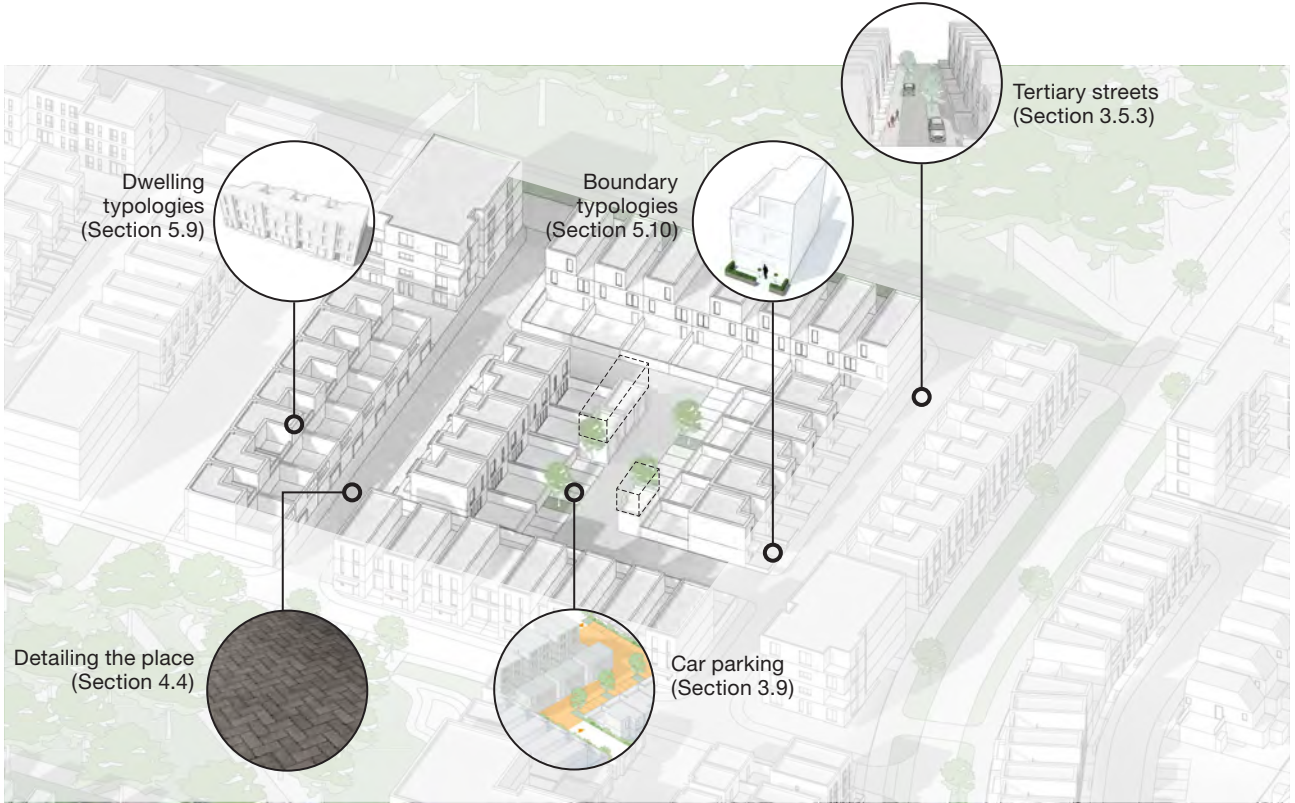 Tertiary streets
(Section 3.5.3)
Dwelling
typologies
(Section 5.9)
Boundary
typologies
(Section 5.10)
Detailing the place
(Section 4.4)
Car parking
(Section 3.9)